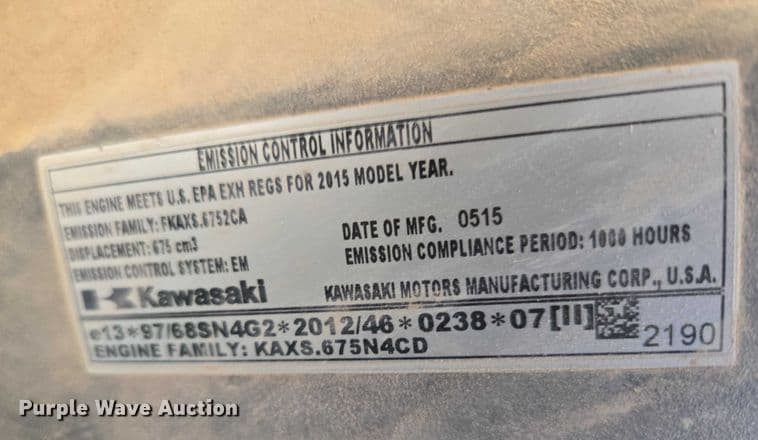 EMISSION CONTROL INFORMATION
THIS ENGINE MEETS U.S. EPA EXH REGS FOR 2015 MODEL YEAR.
EMISSION FAMILY: FKAXS.6752CA
DISPLACEMENT: 675 cm3
DATE OF MFG. 0515
EMISSION CONTROL SYSTEM: EM
EMISSION COMPLIANCE PERIOD: 1000 HOURS
Kawasaki
KAWASAKI MOTORS MANUFACTURING CORP., U.S.A.
e13*97/68SN4G2*2012/46*0238*07[II]
ENGINE FAMILY: KAXS.675N4CD
2190
Purple Wave Auction